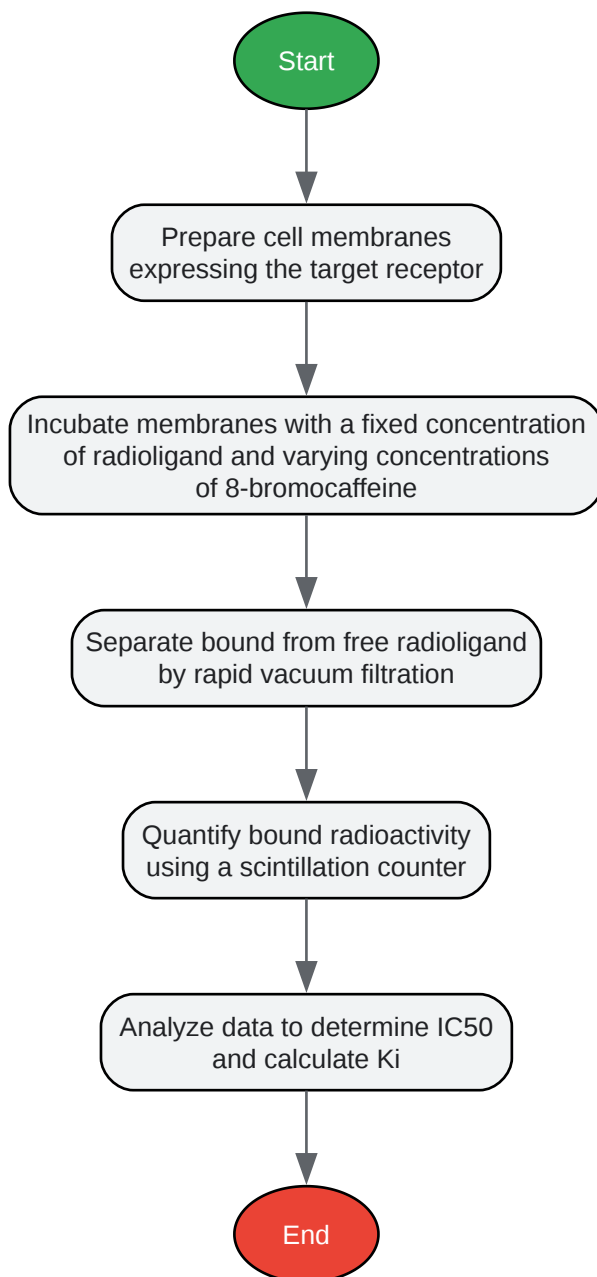 Start
Prepare cell membranes
expressing the target receptor
Incubate membranes with a fixed concentration
of radioligand and varying concentrations
of 8-bromocaffeine
Separate bound from free radioligand
by rapid vacuum filtration
Quantify bound radioactivity
using a scintillation counter
Analyze data to determine IC50
and calculate Ki
End